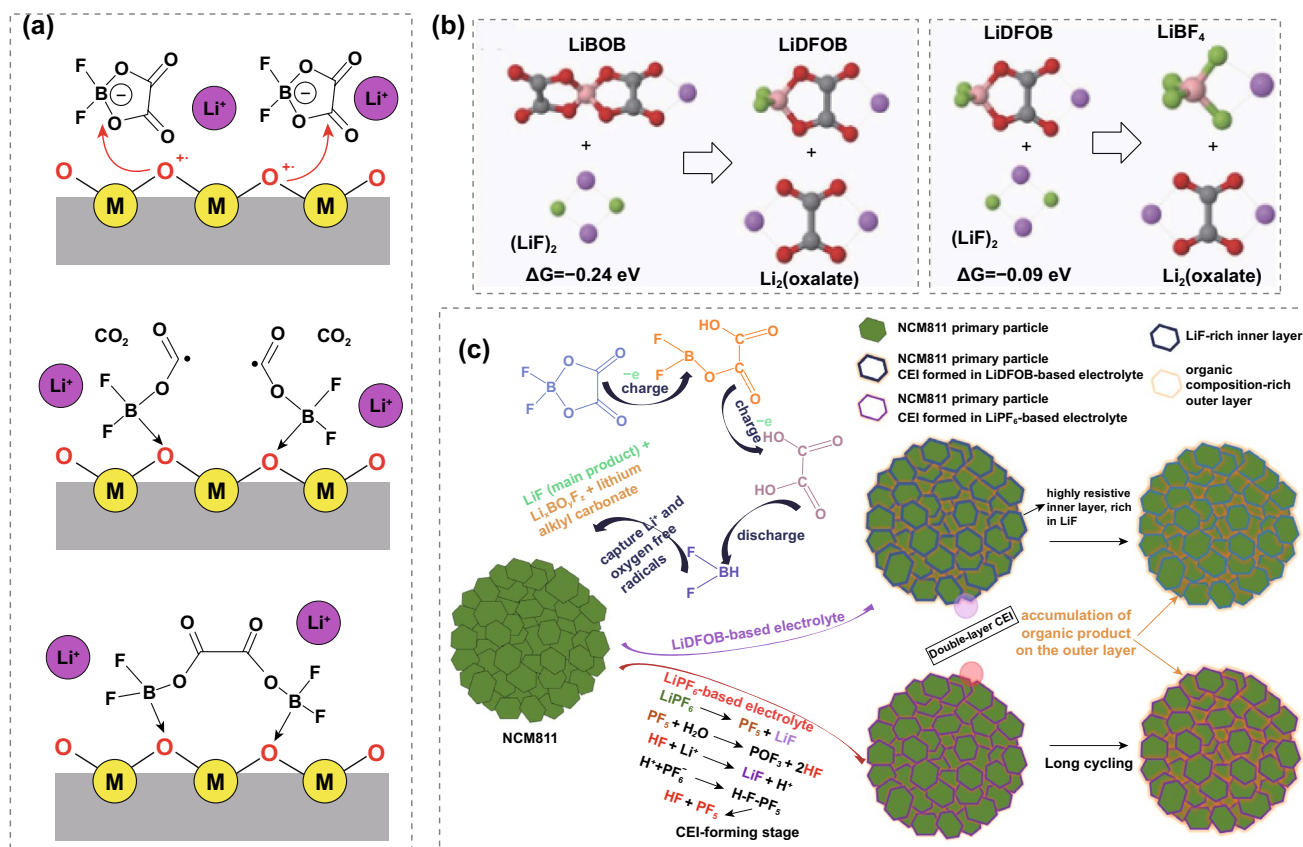 (a)
O
O
F
B
−
F
O
O
Li⁺
O
O
F
B
−
F
O
O
Li⁺
O
O⁺·
O⁺·
O
M
M
M
CO₂
O
·
O
F
B
F
Li⁺
CO₂
O
·
O
B
F
F
Li⁺
O
O
O
O
M
M
M
Li⁺
Li⁺
O
O
F
F
B
O
O
B
F
F
O
O
O
O
M
M
M
(b)
LiBOB
LiDFOB
+
+
(LiF)₂
ΔG=−0.24 eV
Li₂(oxalate)
LiDFOB
LiBF₄
+
+
(LiF)₂
ΔG=−0.09 eV
Li₂(oxalate)
(c)
F
B
F
O
O
O
O
−e
charge
HO
O
F
B
F
O
O
charge
−e
HO
O
HO
O
discharge
F
BH
F
capture Li⁺ and
oxygen free
radicals
LiF (main product) +
LiₓBOᵧF_z + lithium
alklyl carbonate
NCM811
LiDFOB-based electrolyte
LiPF₆-based electrolyte
LiPF₆ PF₅ + LiF
PF₅ + H₂O POF₃ + 2HF
HF + Li⁺ LiF + H⁺
H⁺+PF₆⁻ H-F-PF₅
HF + PF₅
CEI-forming stage
NCM811 primary particle
NCM811 primary particle
CEI formed in LiDFOB-based electrolyte
NCM811 primary particle
CEI formed in LiPF₆-based electrolyte
LiF-rich inner layer
organic
composition-rich
outer layer
highly resistive
inner layer, rich
in LiF
Double-layer CEI
accumulation of
organic product
on the outer layer
Long cycling